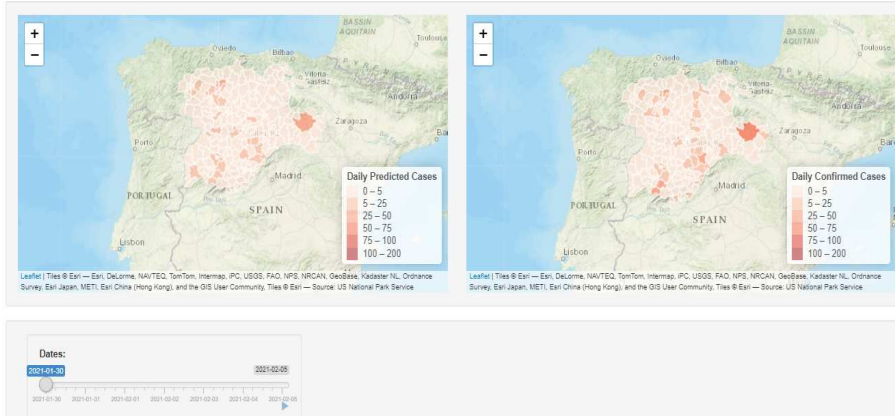 +
−
BASSIN
AQUITAIN
Toulouse
Oviedo
Bilbao
Vitoria-
Gasteiz
Andorra
Zaragoza
Porto
Madrid
PORTUGAL
SPAIN
Lisbon
Daily Predicted Cases
0 – 5
5 – 25
25 – 50
50 – 75
75 – 100
100 – 200
Leaflet | Tiles © Esri — Esri, DeLorme, NAVTEQ, TomTom, Intermap, iPC, USGS, FAO, NPS, NRCAN, GeoBase, Kadaster NL, Ordnance
Survey, Esri Japan, METI, Esri China (Hong Kong), and the GIS User Community, Tiles © Esri — Source: US National Park Service
+
−
BASSIN
AQUITAIN
Toulouse
Oviedo
Bilbao
Vitoria-
Gasteiz
Andorra
Zaragoza
Porto
Madrid
PORTUGAL
SPAIN
Lisbon
Daily Confirmed Cases
0 – 5
5 – 25
25 – 50
50 – 75
75 – 100
100 – 200
Leaflet | Tiles © Esri — Esri, DeLorme, NAVTEQ, TomTom, Intermap, iPC, USGS, FAO, NPS, NRCAN, GeoBase, Kadaster NL, Ordnance
Survey, Esri Japan, METI, Esri China (Hong Kong), and the GIS User Community, Tiles © Esri — Source: US National Park Service
Dates:
2021-01-30 2021-02-05
2021-01-30 2021-01-31 2021-02-01 2021-02-02 2021-02-03 2021-02-04 2021-02-05